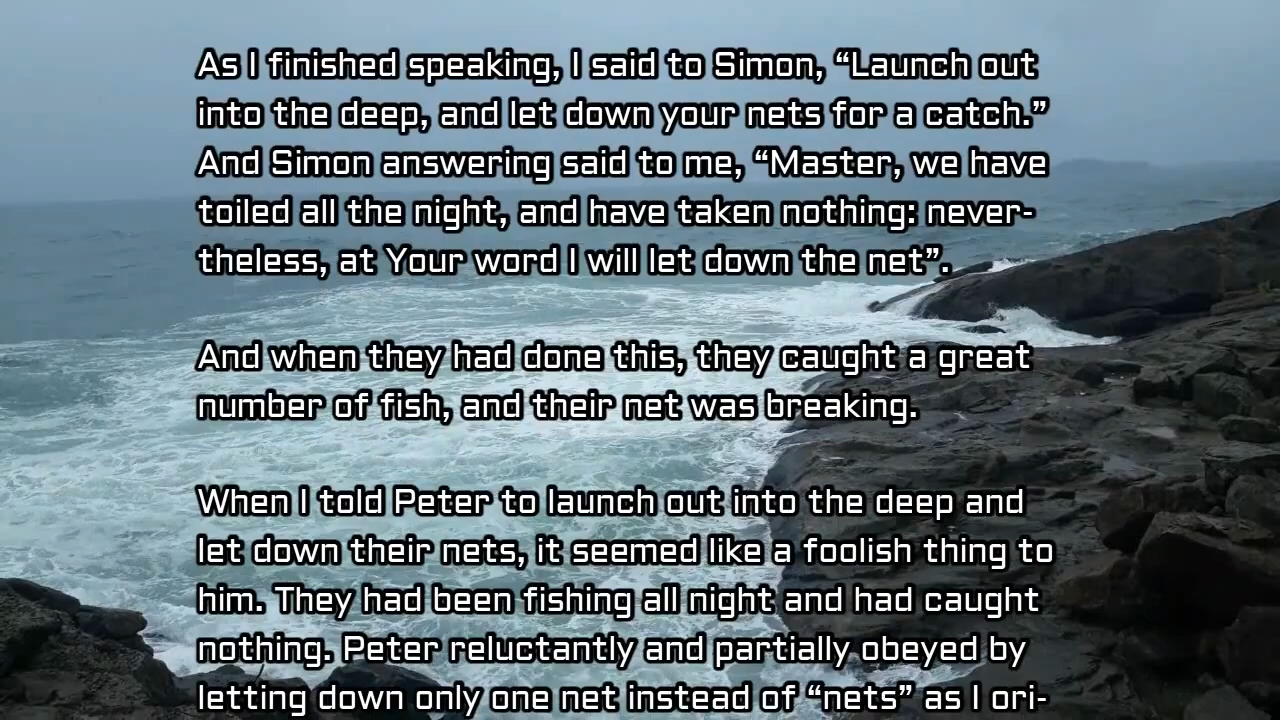 As I finished speaking, I said to Simon, “Launch out
into the deep, and let down your nets for a catch.”
And Simon answering said to me, “Master, we have
toiled all the night, and have taken nothing: never-
theless, at Your word I will let down the net”.
And when they had done this, they caught a great
number of fish, and their net was breaking.
When I told Peter to launch out into the deep and
let down their nets, it seemed like a foolish thing to
him. They had been fishing all night and had caught
nothing. Peter reluctantly and partially obeyed by
letting down only one net instead of “nets” as I ori-